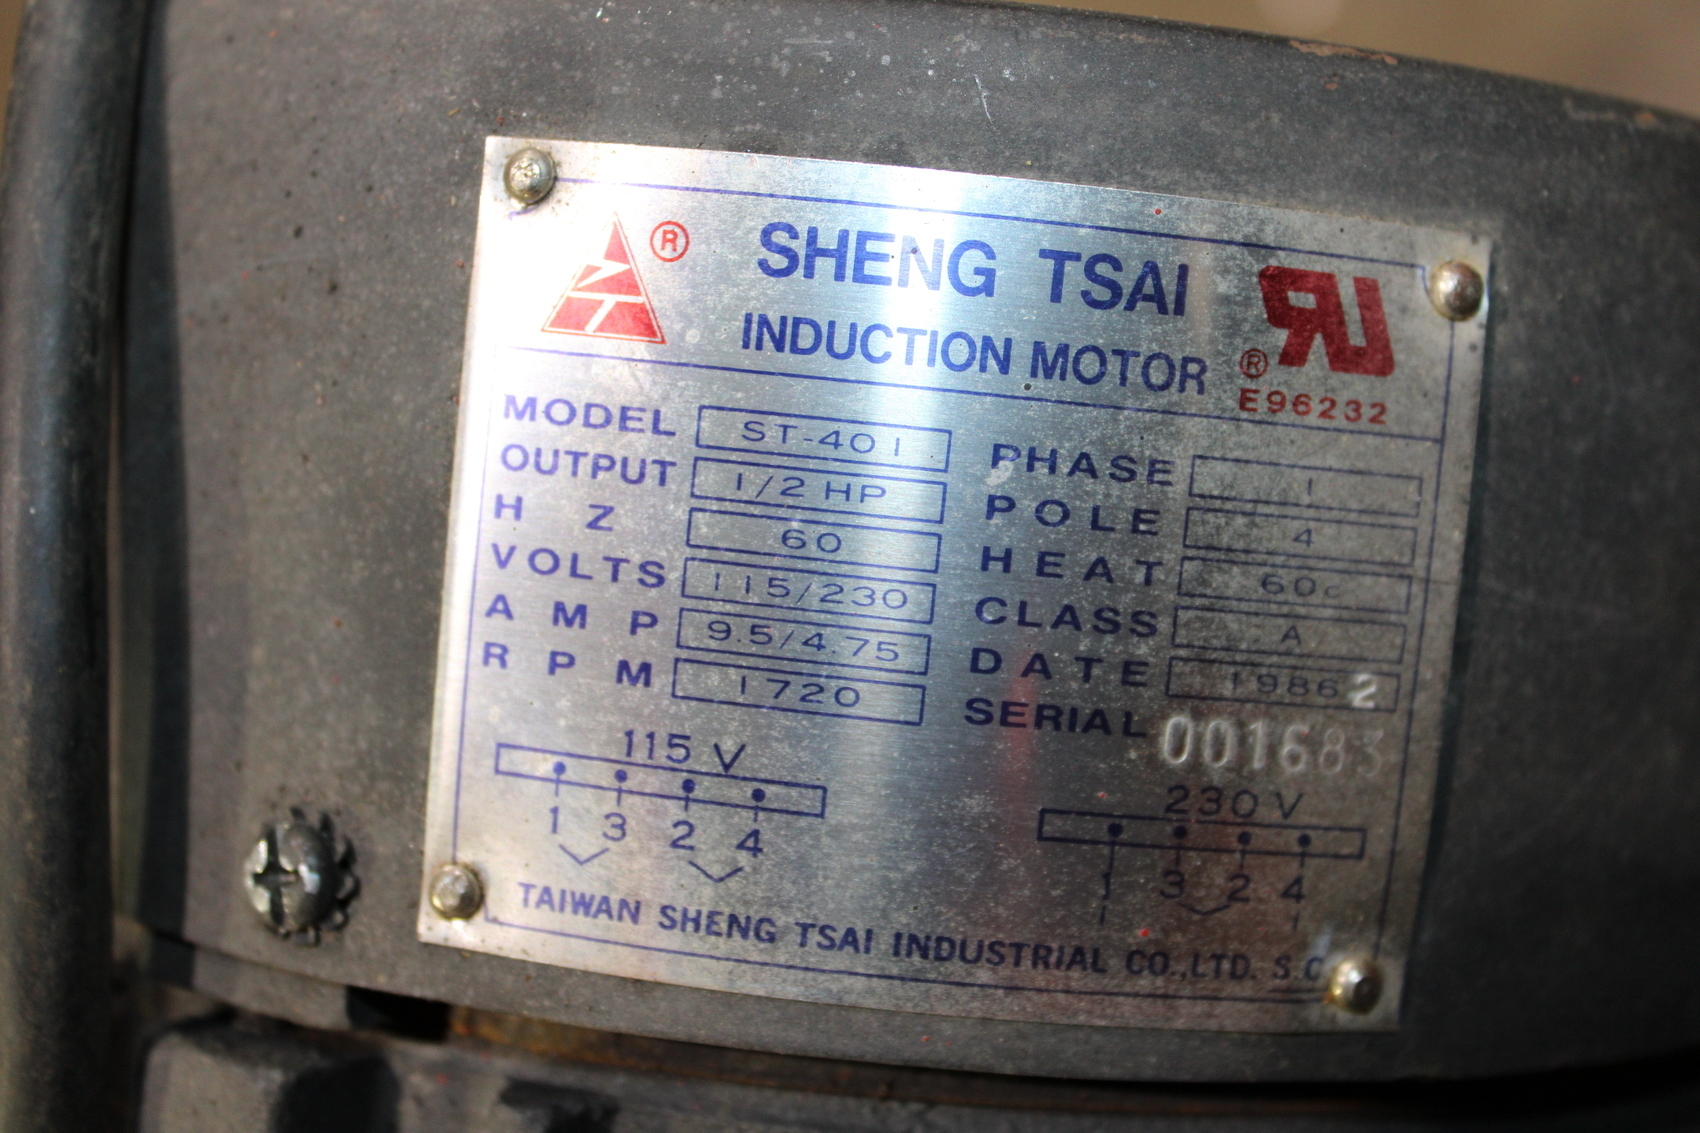 ®
SHENG TSAI
INDUCTION MOTOR
®
E96232
MODEL ST-401
OUTPUT 1/2 HP
HZ 60
VOLTS 115/230
AMP 9.5/4.75
RPM 1720
PHASE 1
POLE 4
HEAT 60c
CLASS A
DATE 1986 2
SERIAL 001683
115 V
1 3 2 4
230 V
1 3 2 4
TAIWAN SHENG TSAI INDUSTRIAL CO.,LTD.